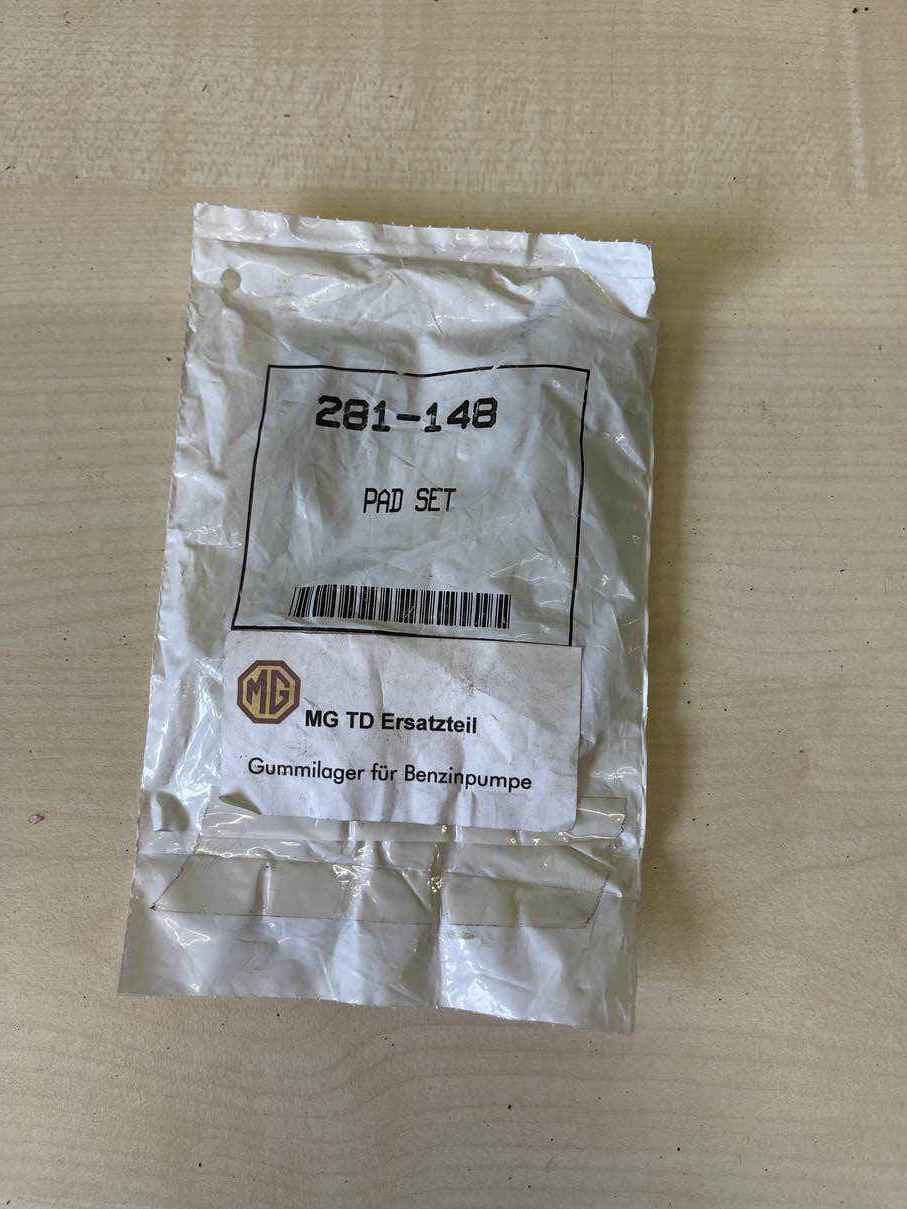 281-148
PAD SET
MG
MG TD Ersatzteil
Gummilager für Benzinpumpe